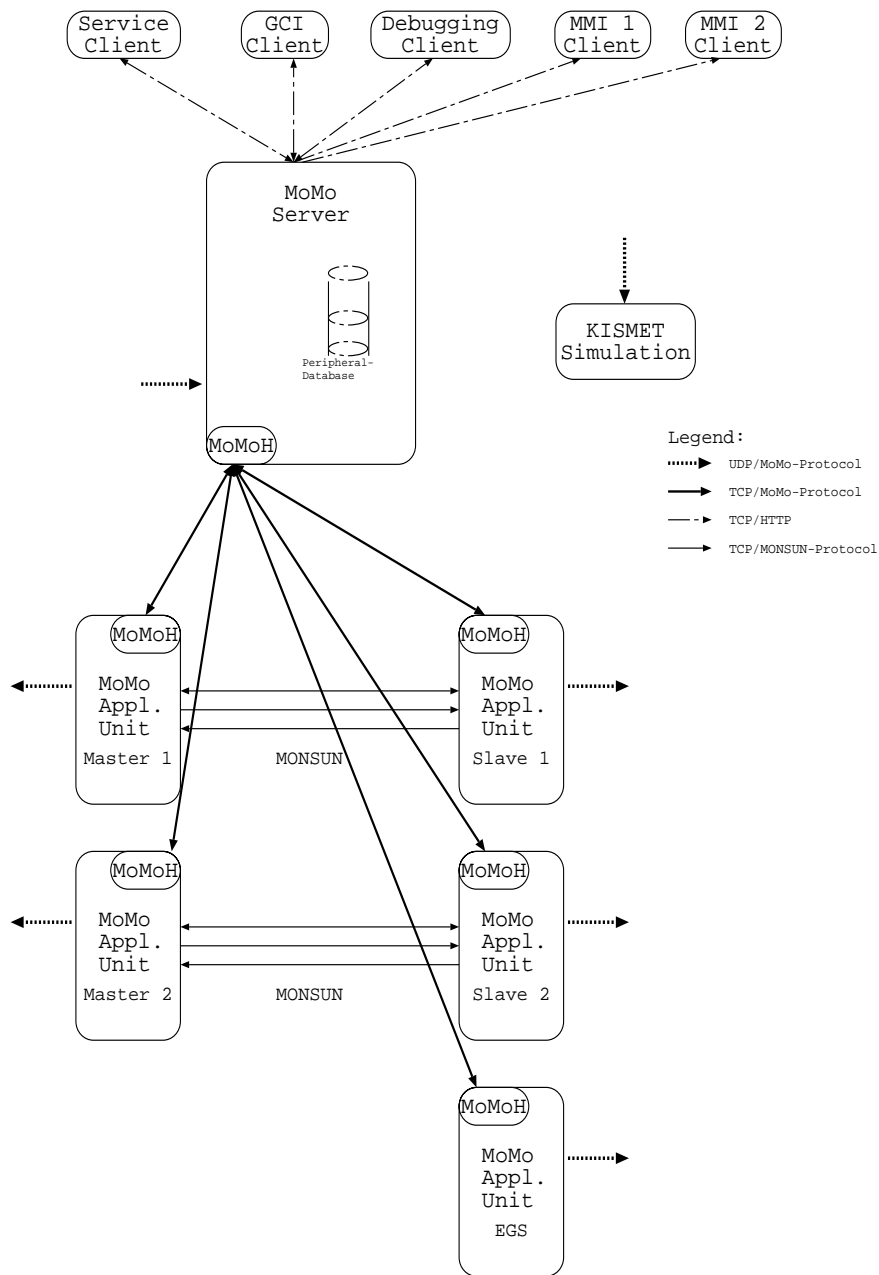 Service
Client
GCI
Client
Debugging
Client
MMI 1
Client
MMI 2
Client
MoMo
Server
Peripheral-
Database
MoMoH
KISMET
Simulation
Legend:
UDP/MoMo-Protocol
TCP/MoMo-Protocol
TCP/HTTP
TCP/MONSUN-Protocol
MoMoH
MoMo
Appl.
Unit
Master 1
MONSUN
MoMoH
MoMo
Appl.
Unit
Slave 1
MoMoH
MoMo
Appl.
Unit
Master 2
MONSUN
MoMoH
MoMo
Appl.
Unit
Slave 2
MoMoH
MoMo
Appl.
Unit
EGS